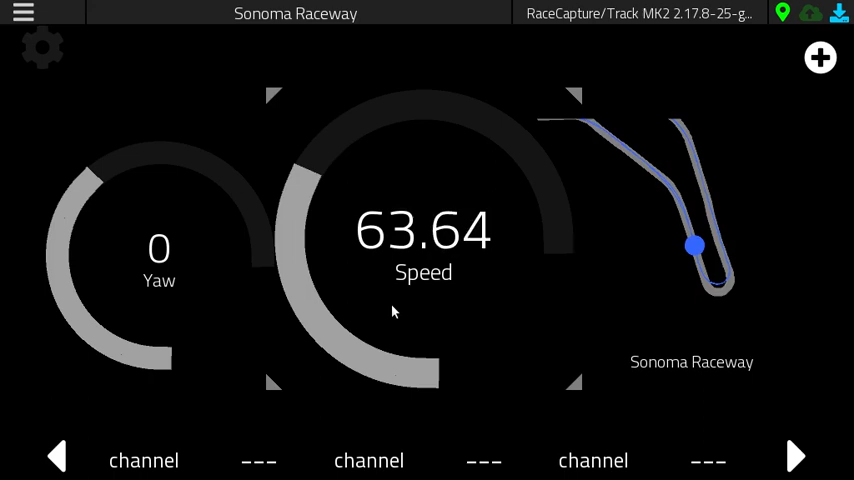 Sonoma Raceway
RaceCapture/Track MK2 2.17.8-25-g...
63.64
Speed
0
Yaw
Sonoma Raceway
channel --- channel --- channel ---